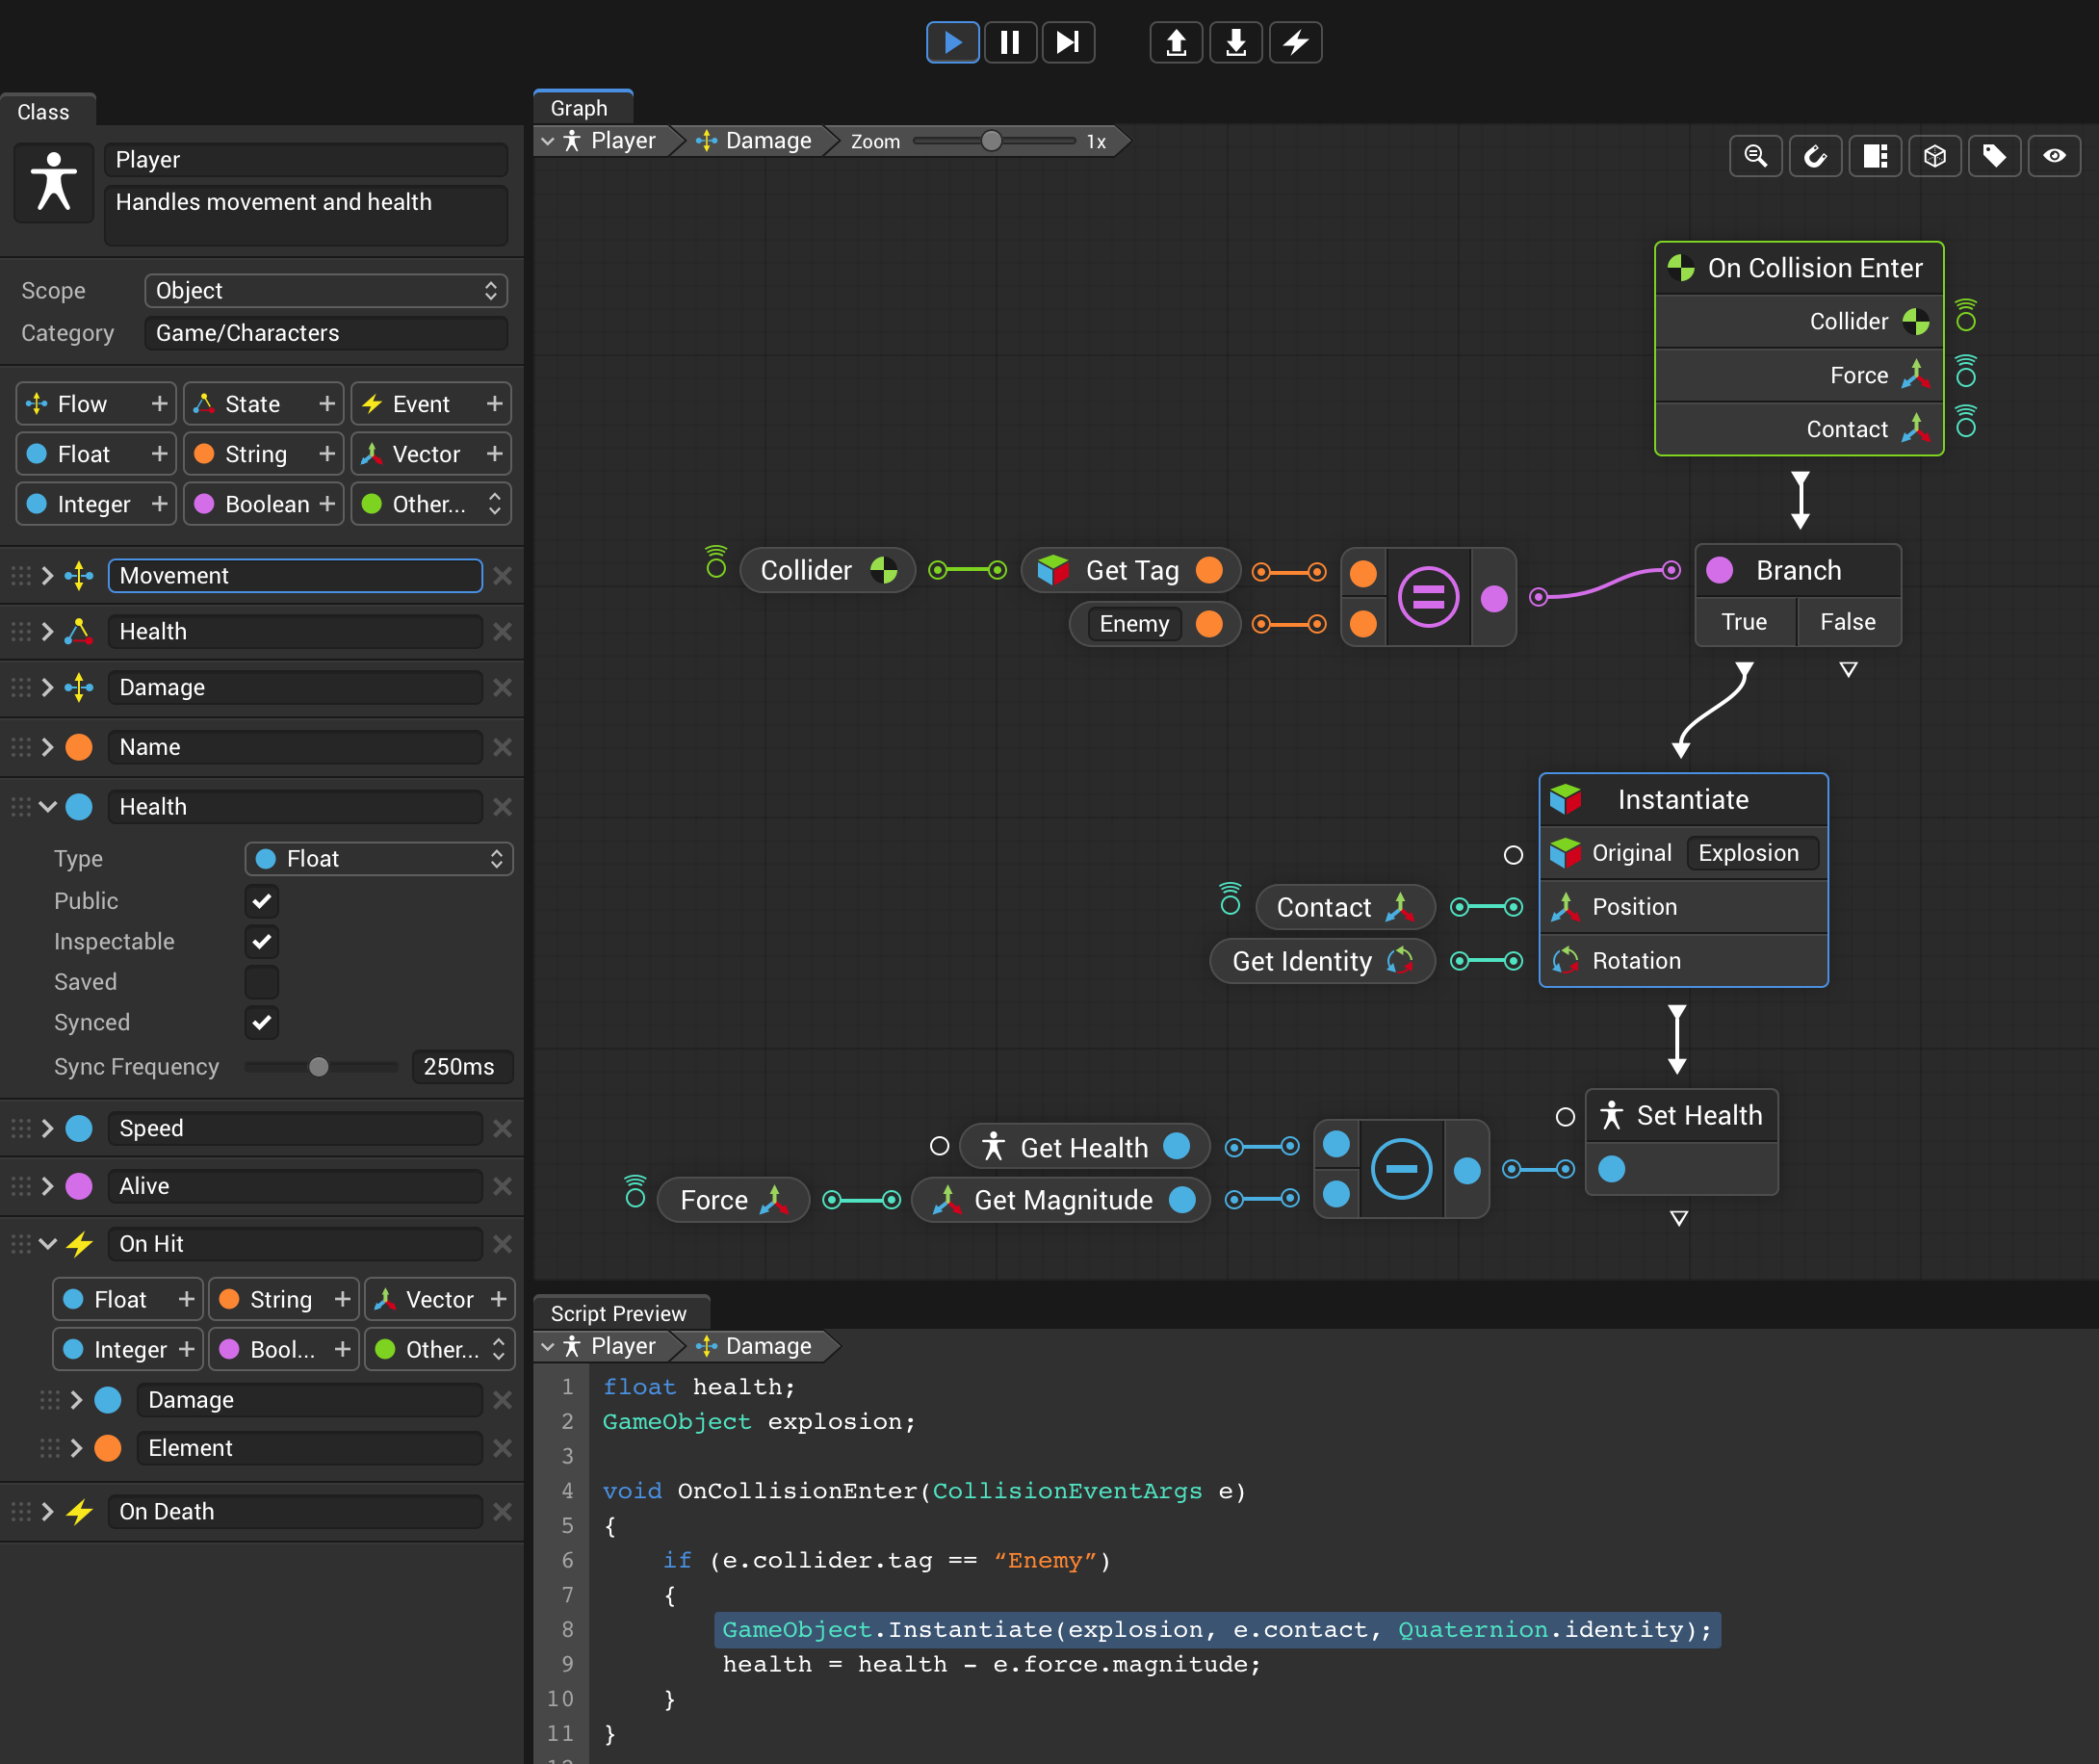 Class
Player
Handles movement and health
Scope Object
Category Game/Characters
Flow State Event
Float String Vector
Integer Boolean Other...
Movement
Health
Damage
Name
Health
Type Float
Public
Inspectable
Saved
Synced
Sync Frequency 250ms
Speed
Alive
On Hit
Float String Vector
Integer Bool... Other...
Damage
Element
On Death
Graph
Player Damage Zoom 1x
On Collision Enter
Collider
Force
Contact
Collider Get Tag
Enemy
Branch
True False
Instantiate
Original Explosion
Contact Position
Get Identity Rotation
Set Health
Get Health
Force Get Magnitude
Script Preview
Player Damage
1 float health;
2 GameObject explosion;
3
4 void OnCollisionEnter(CollisionEventArgs e)
5 {
6 if (e.collider.tag == “Enemy”)
7 {
8 GameObject.Instantiate(explosion, e.contact, Quaternion.identity);
9 health = health - e.force.magnitude;
10 }
11 }